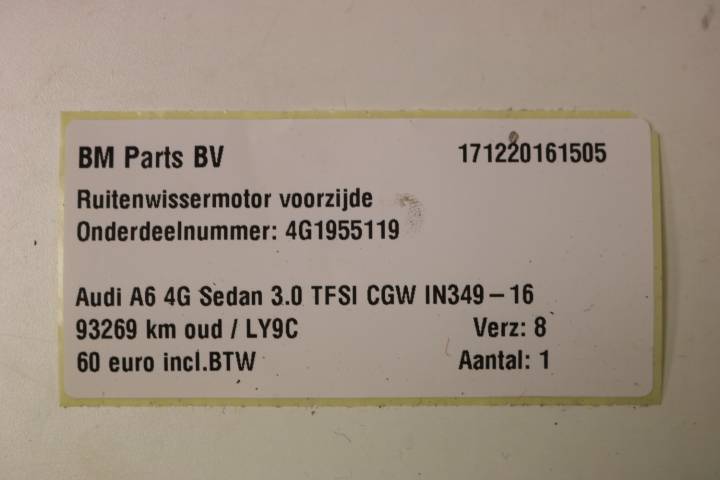 BM Parts BV 171220161505
Ruitenwissermotor voorzijde
Onderdeelnummer: 4G1955119
Audi A6 4G Sedan 3.0 TFSI CGW IN349-16
93269 km oud / LY9C Verz: 8
60 euro incl.BTW Aantal: 1